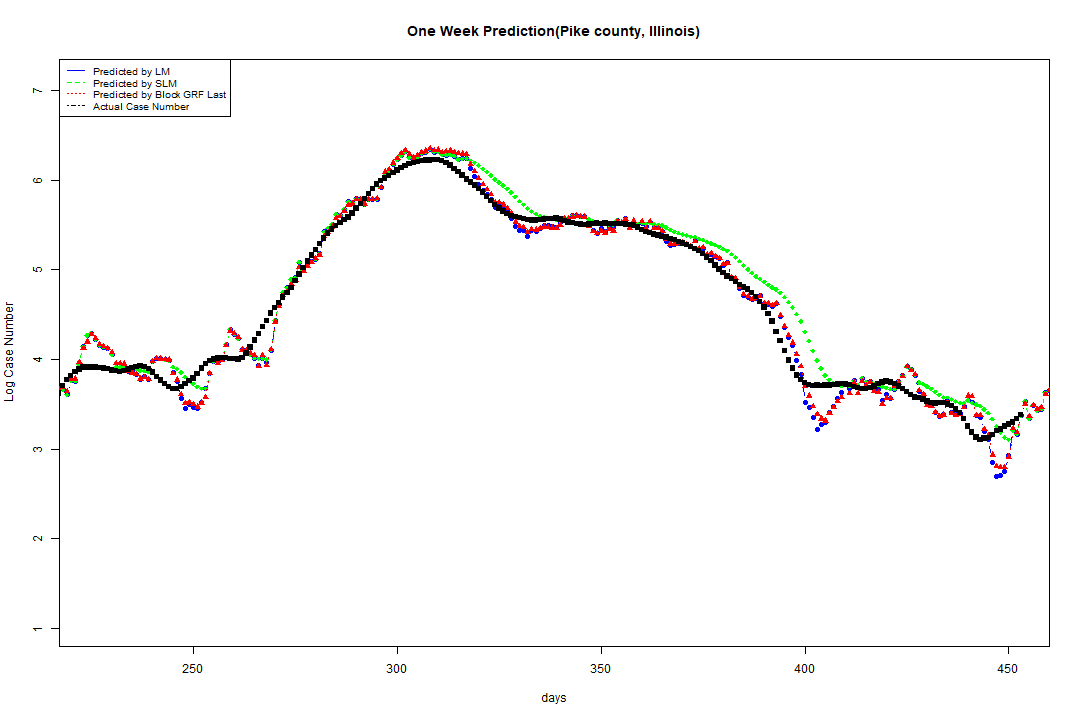 One Week Prediction(Pike county, Illinois)
Predicted by LM
Predicted by SLM
Predicted by Block GRF Last
Actual Case Number
7
6
5
4
3
2
1
Log Case Number
250 300 350 400 450
days